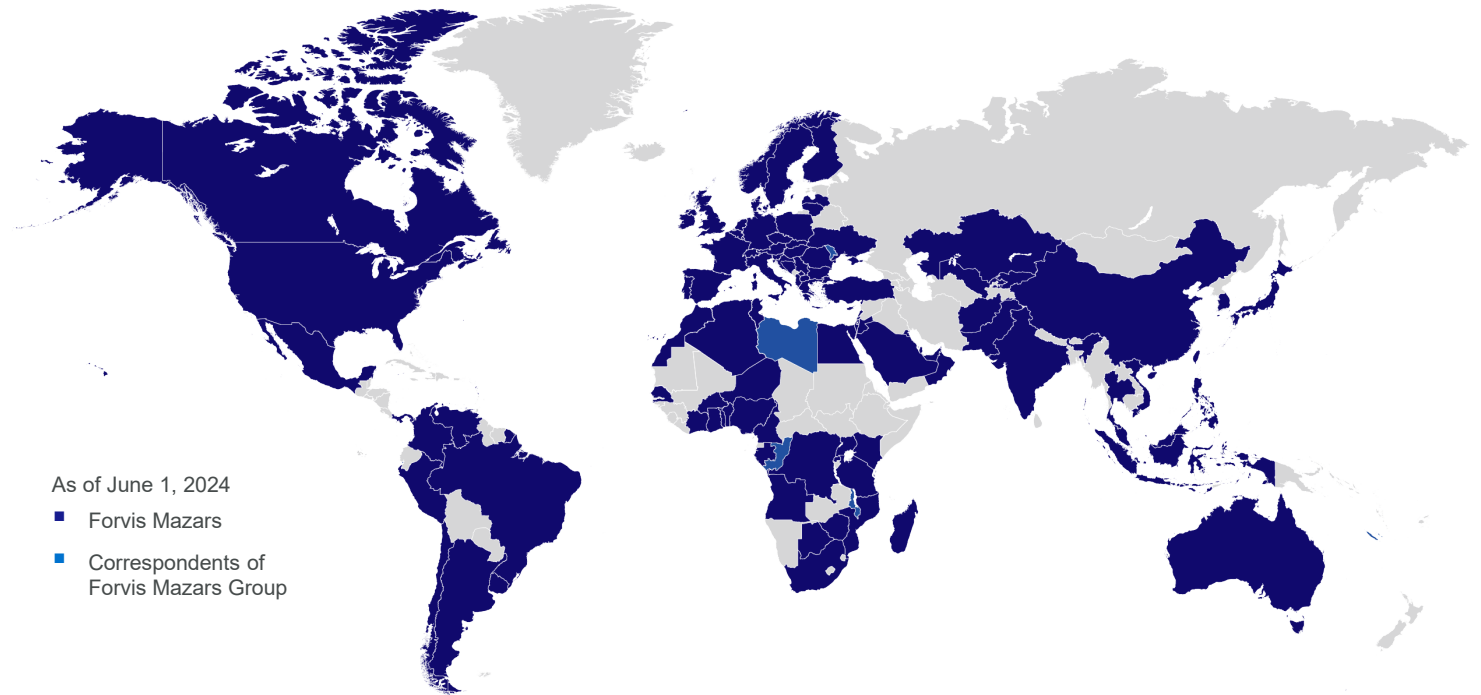 As of June 1, 2024
Forvis Mazars
Correspondents of
Forvis Mazars Group